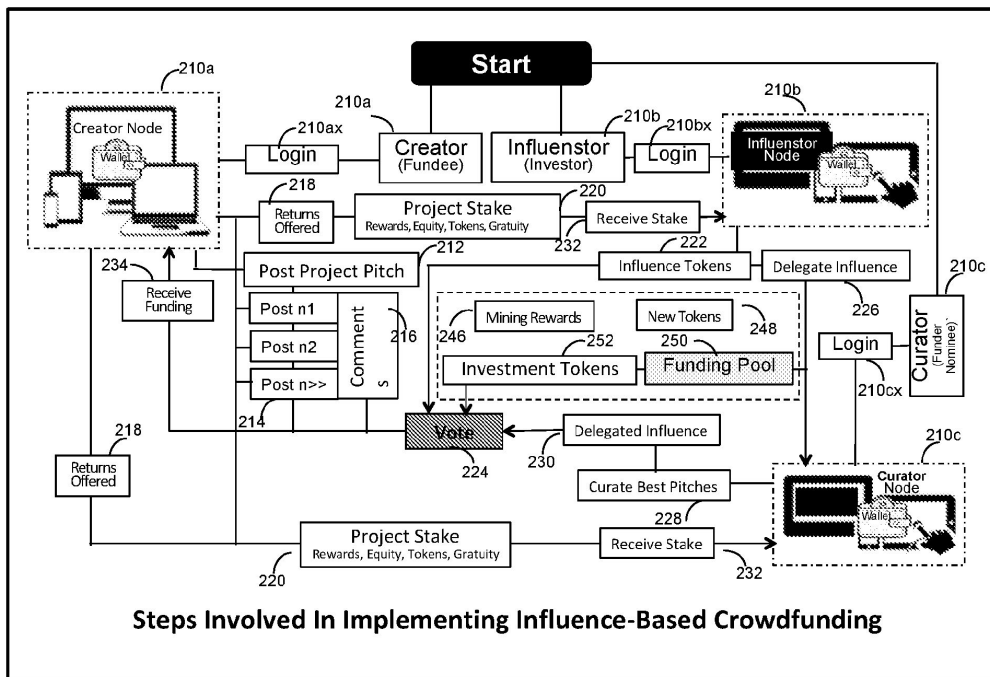 Start
210a
Creator Node
Wallet
210ax
Login
210a
Creator
(Fundee)
210b
Influenstor
(Investor)
210bx
Login
210b
Influenstor
Node
Wallet
218
Returns
Offered
Project Stake
Rewards, Equity, Tokens, Gratuity
220
Receive Stake
232
234
Receive
Funding
212
Post Project Pitch
222
Influence Tokens
Delegate Influence
226
210c
Curator
(Funder
Nominee)`
Login
210cx
Post n1
Post n2
Post n>>
214
Comment
s
216
246
Mining Rewards
New Tokens
248
252
Investment Tokens
250
Funding Pool
Vote
224
230
Delegated Influence
Curate Best Pitches
228
210c
Curator
Node
Wallet
218
Returns
Offered
Project Stake
Rewards, Equity, Tokens, Gratuity
220
Receive Stake
232
Steps Involved In Implementing Influence-Based Crowdfunding